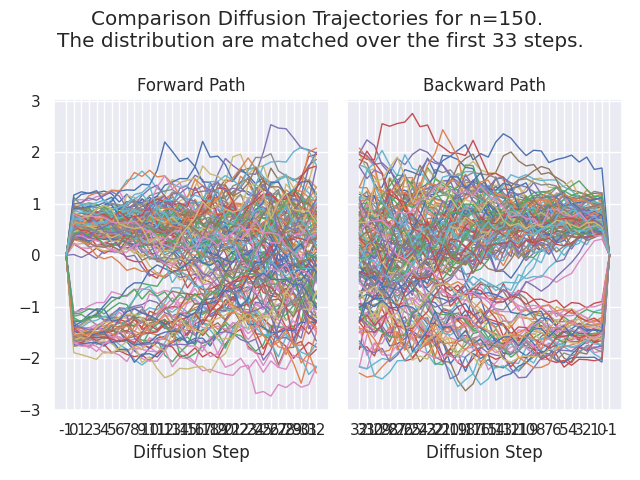 Comparison Diffusion Trajectories for n=150.
The distribution are matched over the first 33 steps.
Forward Path
Backward Path
3
2
1
0
−1
−2
−3
Diffusion Step
Diffusion Step